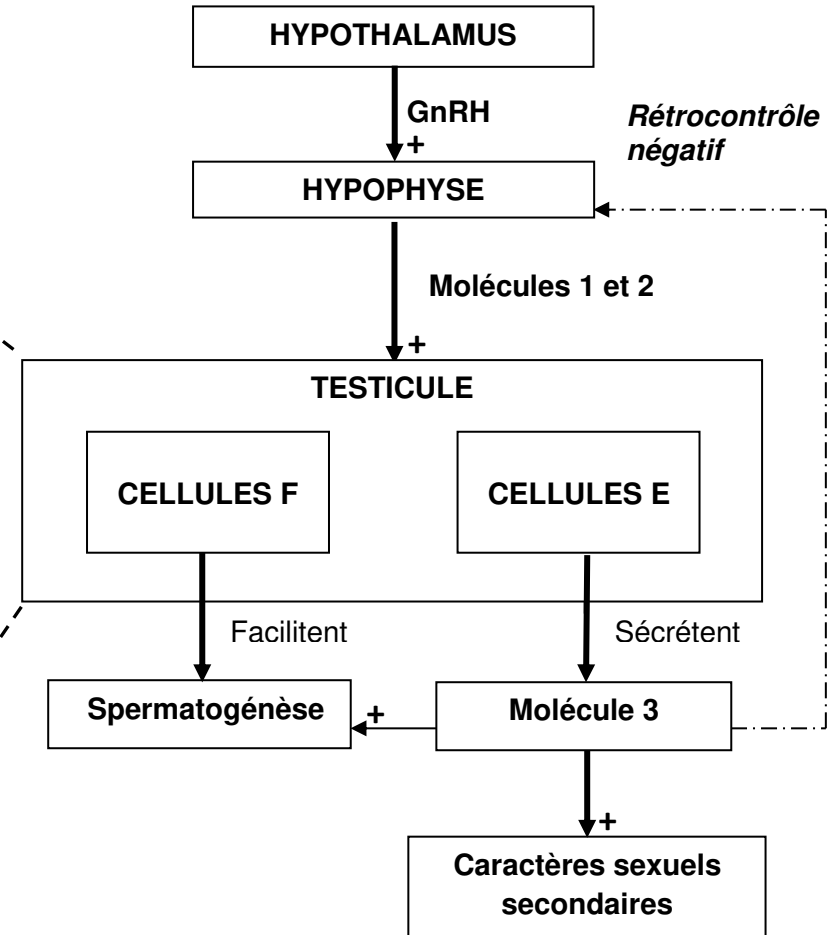 HYPOTHALAMUS
GnRH
+
Rétrocontrôle
négatif
HYPOPHYSE
Molécules 1 et 2
+
TESTICULE
CELLULES F
CELLULES E
Facilitent
Sécrétent
Spermatogénèse
+
Molécule 3
+
Caractères sexuels
secondaires